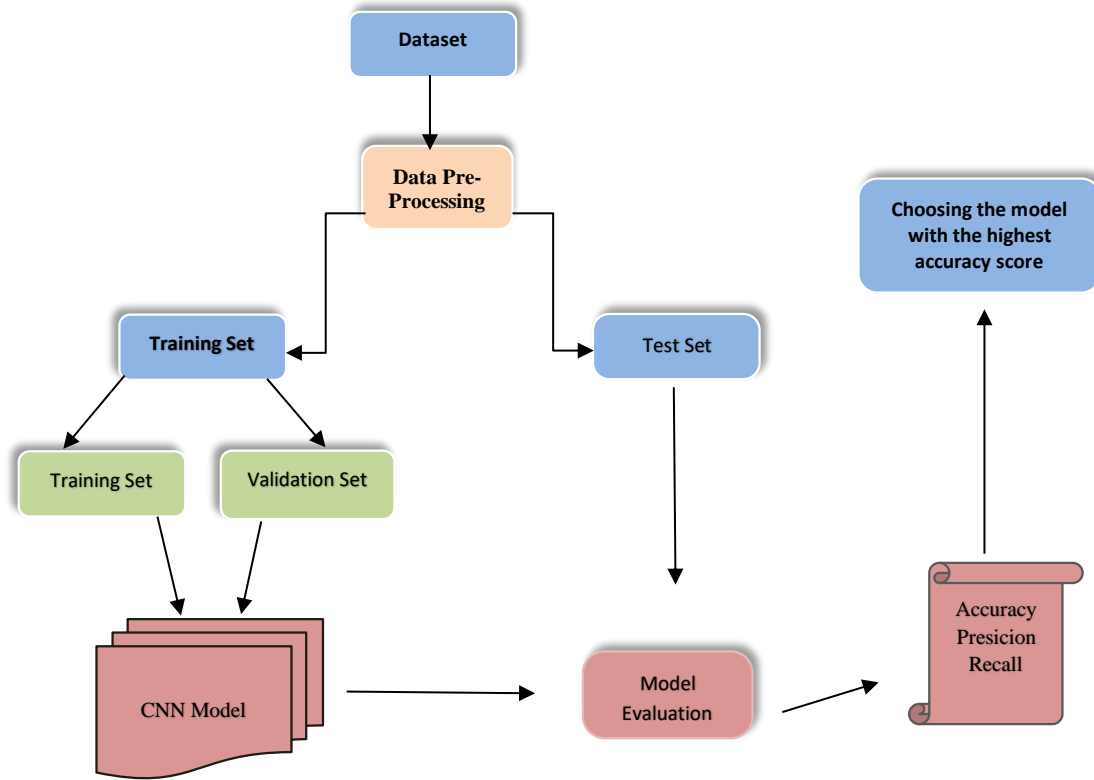 Dataset
Data Pre-
Processing
Choosing the model
with the highest
accuracy score
Training Set
Test Set
Training Set
Validation Set
Accuracy
Presicion
Recall
Model
Evaluation
CNN Model